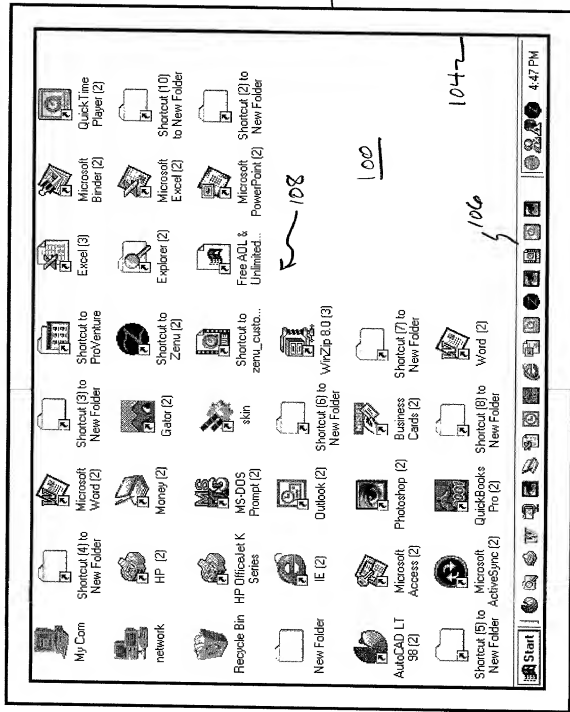 My Com
Shortcut (4) to
New Folder
Microsoft
Word (2)
Shortcut (3) to
New Folder
Shortcut to
ProVenture
Excel (3)
Microsoft
Binder (2)
QuickTime
Player (2)
network
HP (2)
Money (2)
Gator (2)
Shortcut to
Zenu (2)
Explorer (2)
Microsoft
Excel (2)
Shortcut (10)
to New Folder
Recycle Bin
HP OfficeJet K
Series
MS-DOS
Prompt (2)
skin
Shortcut to
zenu_custo...
Free AOL &
Unlimited...
Microsoft
PowerPoint (2)
Shortcut (2) to
New Folder
108
New Folder
IE (2)
Outlook (2)
Shortcut (6) to
New Folder
WinZip 8.0 (3)
100
AutoCAD LT
98 (2)
Microsoft
Access (2)
Photoshop (2)
Business
Cards (2)
Shortcut (7) to
New Folder
104
Shortcut (5) to
New Folder
Microsoft
ActiveSync (2)
QuickBooks
Pro (2)
Shortcut (8) to
New Folder
Word (2)
106
Start
4:47 PM